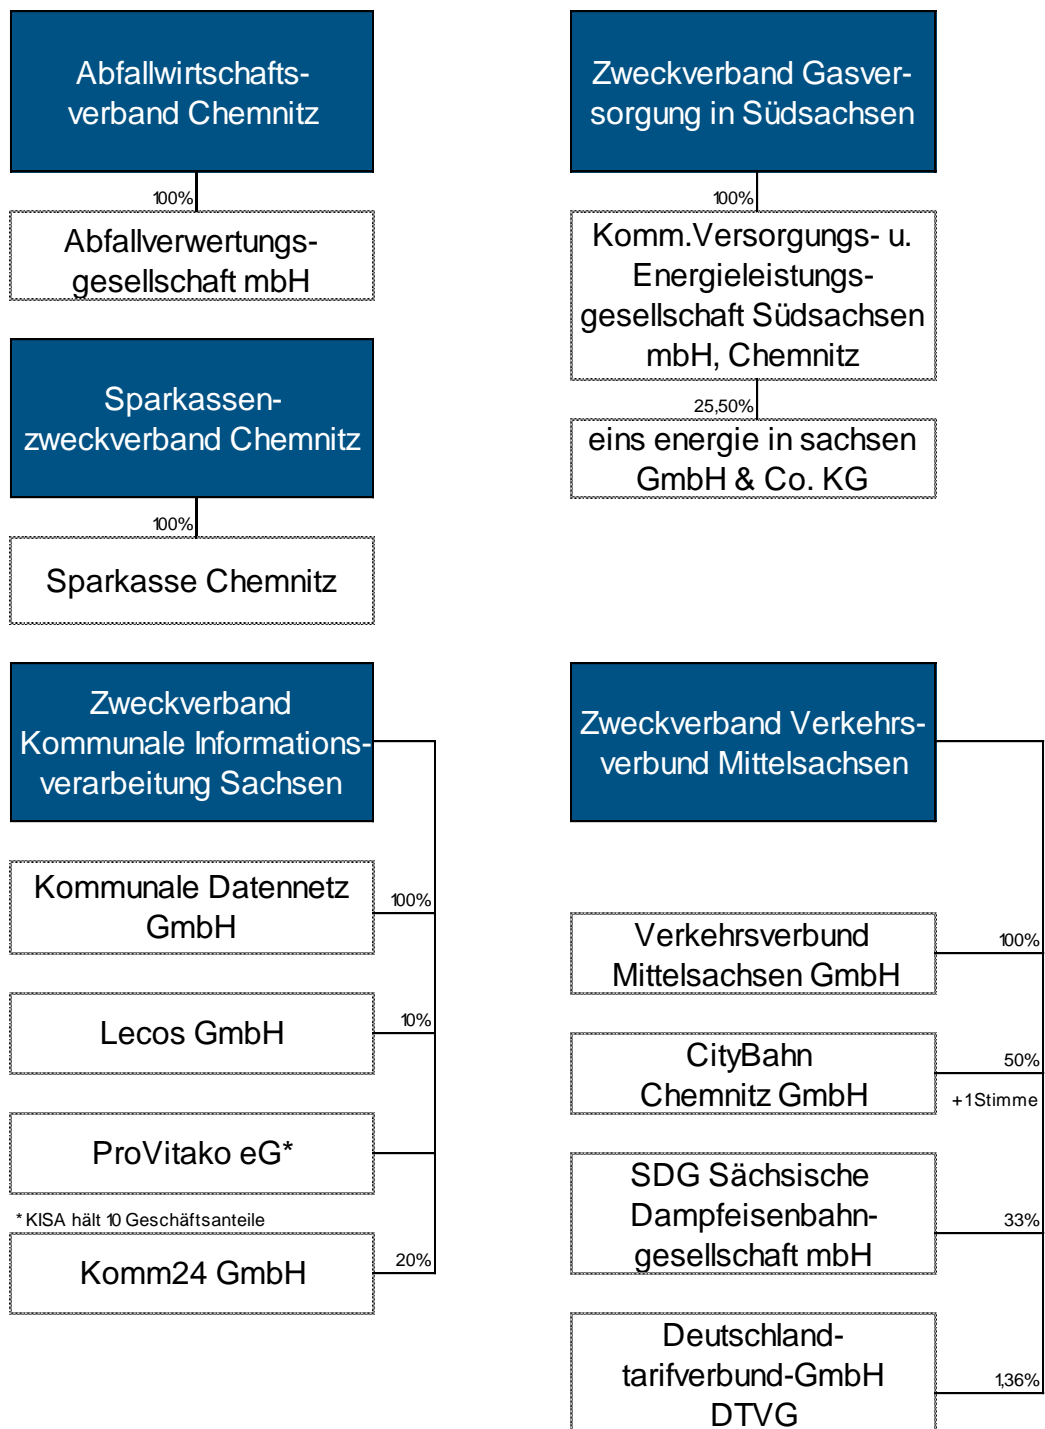 Abfallwirtschafts-
verband Chemnitz
100%
Abfallverwertungs-
gesellschaft mbH
Sparkassen-
zweckverband Chemnitz
100%
Sparkasse Chemnitz
Zweckverband Gasver-
sorgung in Südsachsen
100%
Komm.Versorgungs- u.
Energieleistungs-
gesellschaft Südsachsen
mbH, Chemnitz
25,50%
eins energie in sachsen
GmbH & Co. KG
Zweckverband
Kommunale Informations-
verarbeitung Sachsen
Kommunale Datennetz
GmbH
100%
Lecos GmbH
10%
ProVitako eG*
* KISA hält 10 Geschäftsanteile
Komm24 GmbH
20%
Zweckverband Verkehrs-
verbund Mittelsachsen
Verkehrsverbund
Mittelsachsen GmbH
100%
CityBahn
Chemnitz GmbH
50%
+1Stimme
SDG Sächsische
Dampfeisenbahn-
gesellschaft mbH
33%
Deutschland-
tarifverbund-GmbH
DTVG
1,36%